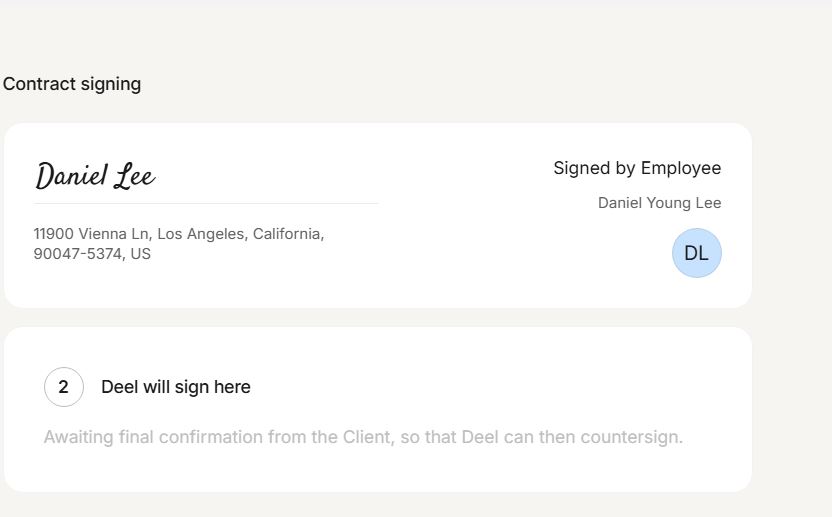 Contract signing
Daniel Lee
11900 Vienna Ln, Los Angeles, California,
90047-5374, US
Signed by Employee
Daniel Young Lee
DL
2
Deel will sign here
Awaiting final confirmation from the Client, so that Deel can then countersign.